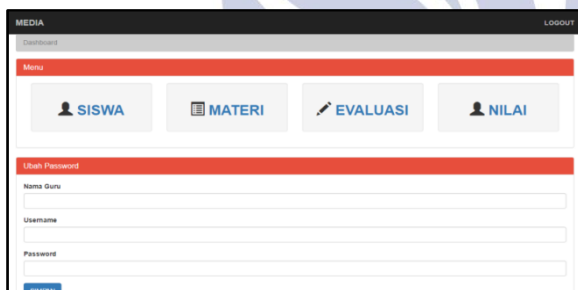 MEDIA LOGOUT
Dashboard
Menu
SISWA MATERI EVALUASI NILAI
Ubah Password
Nama Guru
Username
Password